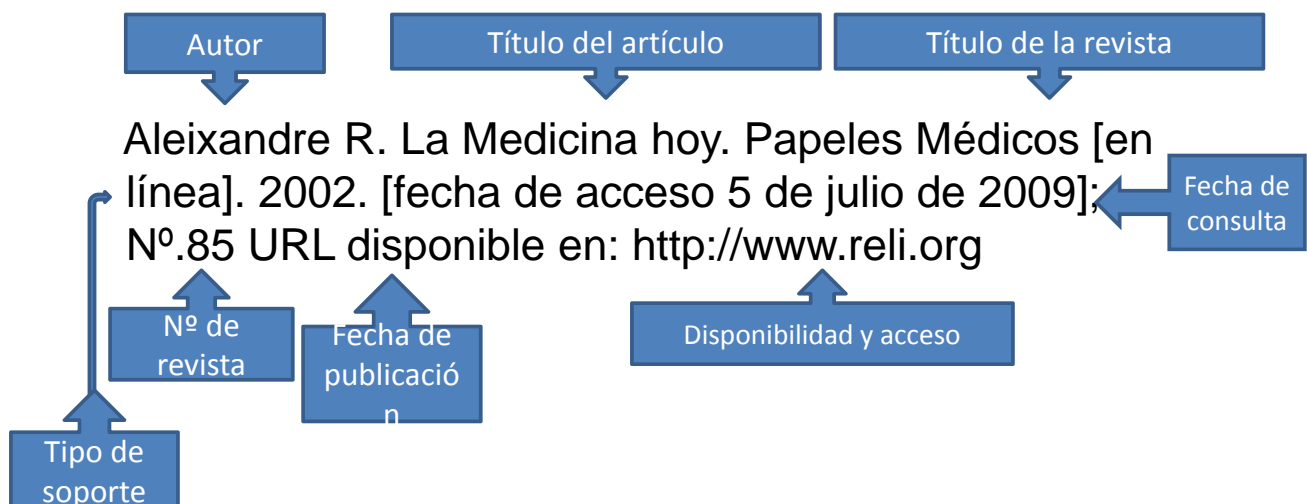 Autor
Título del artículo
Título de la revista
Aleixandre R. La Medicina hoy. Papeles Médicos [en
línea]. 2002. [fecha de acceso 5 de julio de 2009];
Nº.85 URL disponible en: http://www.reli.org
Fecha de
consulta
Nº de
revista
Fecha de
publicació
n
Disponibilidad y acceso
Tipo de
soporte